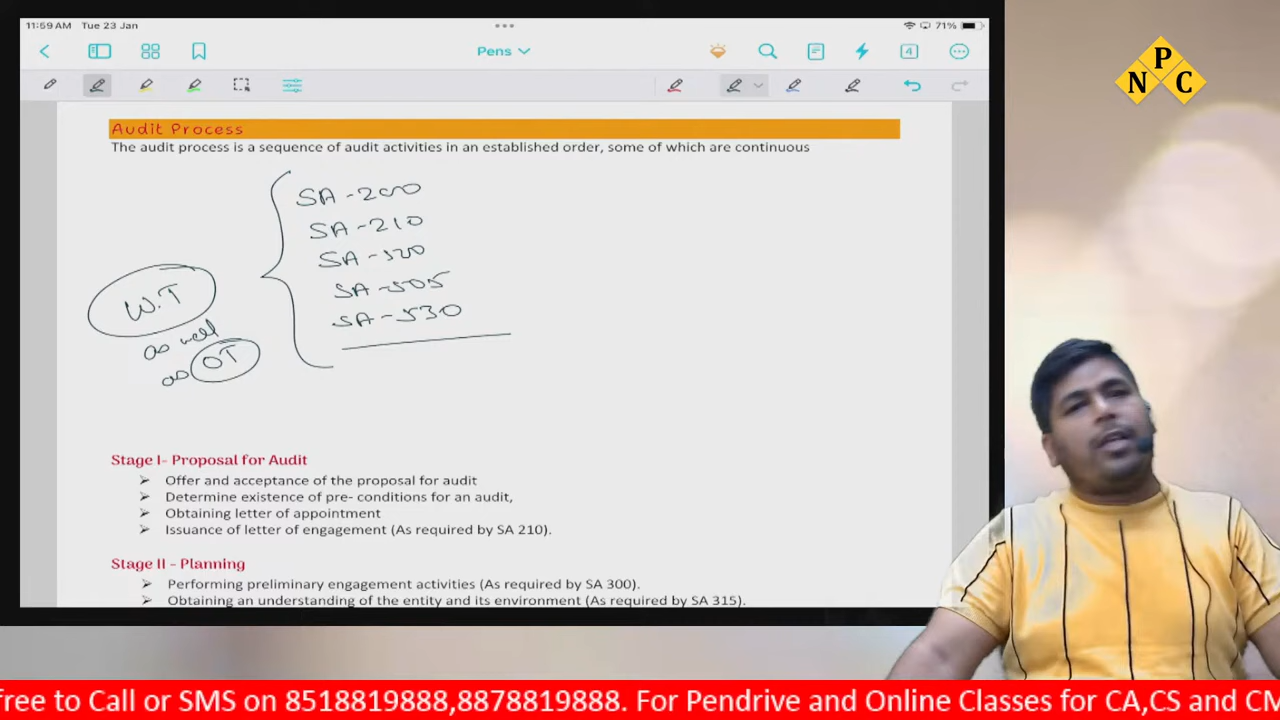 11:59 AM Tue 23 Jan
71%
Pens
4
N P C
Audit Process
The audit process is a sequence of audit activities in an established order, some of which are continuous
SA-200
SA-210
SA-520
SA-505
SA-530
W.T
as well
as OT
Stage I- Proposal for Audit
➢ Offer and acceptance of the proposal for audit
➢ Determine existence of pre- conditions for an audit,
➢ Obtaining letter of appointment
➢ Issuance of letter of engagement (As required by SA 210).
Stage II - Planning
➢ Performing preliminary engagement activities (As required by SA 300).
➢ Obtaining an understanding of the entity and its environment (As required by SA 315).
free to Call or SMS on 8518819888,8878819888. For Pendrive and Online Classes for CA,CS and CM